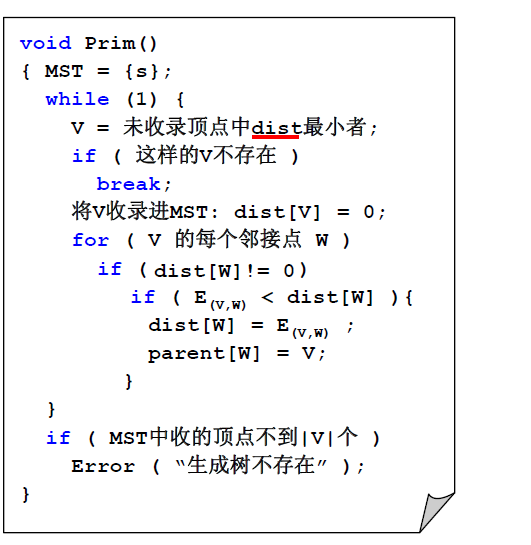 void Prim()
{ MST = {s};
while (1) {
V = 未收录顶点中dist最小者;
if ( 这样的V不存在 )
break;
将V收录进MST: dist[V] = 0;
for ( V 的每个邻接点 W )
if ( dist[W]!= 0)
if ( E(V,W) < dist[W] ){
dist[W] = E(V,W) ;
parent[W] = V;
}
}
if ( MST中收的顶点不到|V|个 )
Error ( “生成树不存在” );
}